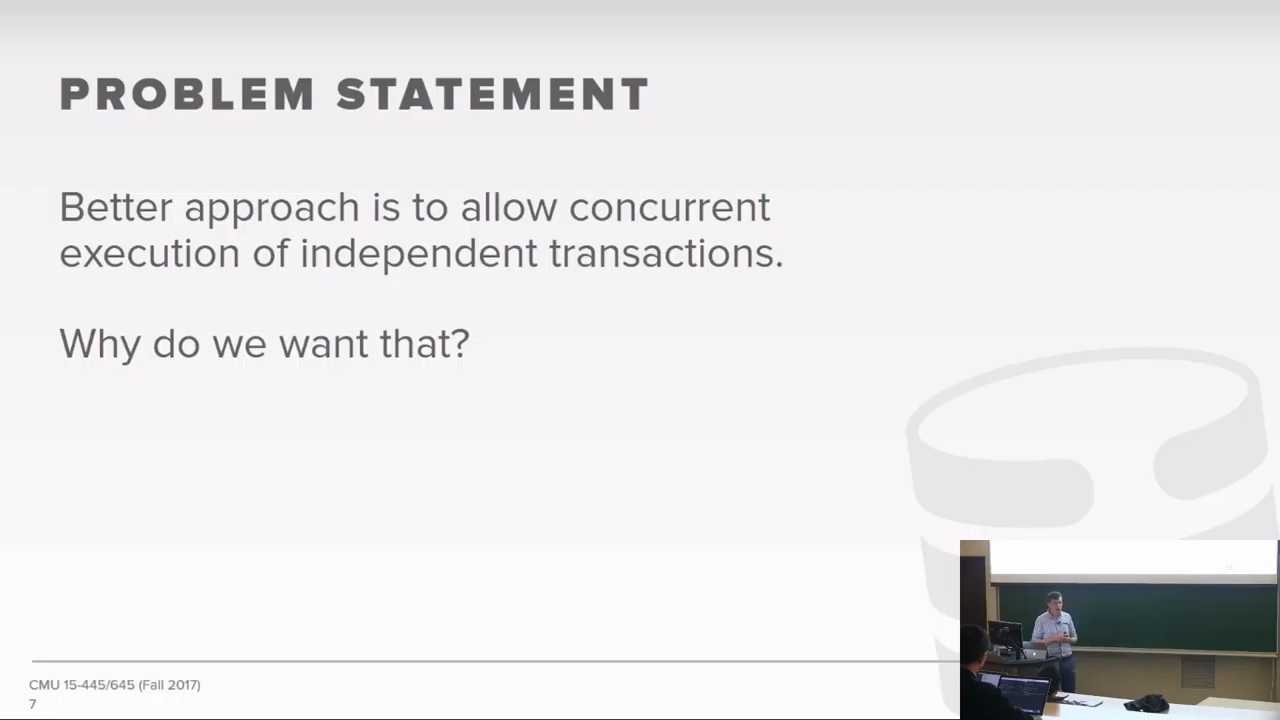 PROBLEM STATEMENT
Better approach is to allow concurrent
execution of independent transactions.
Why do we want that?
CMU 15-445/645 (Fall 2017)
7